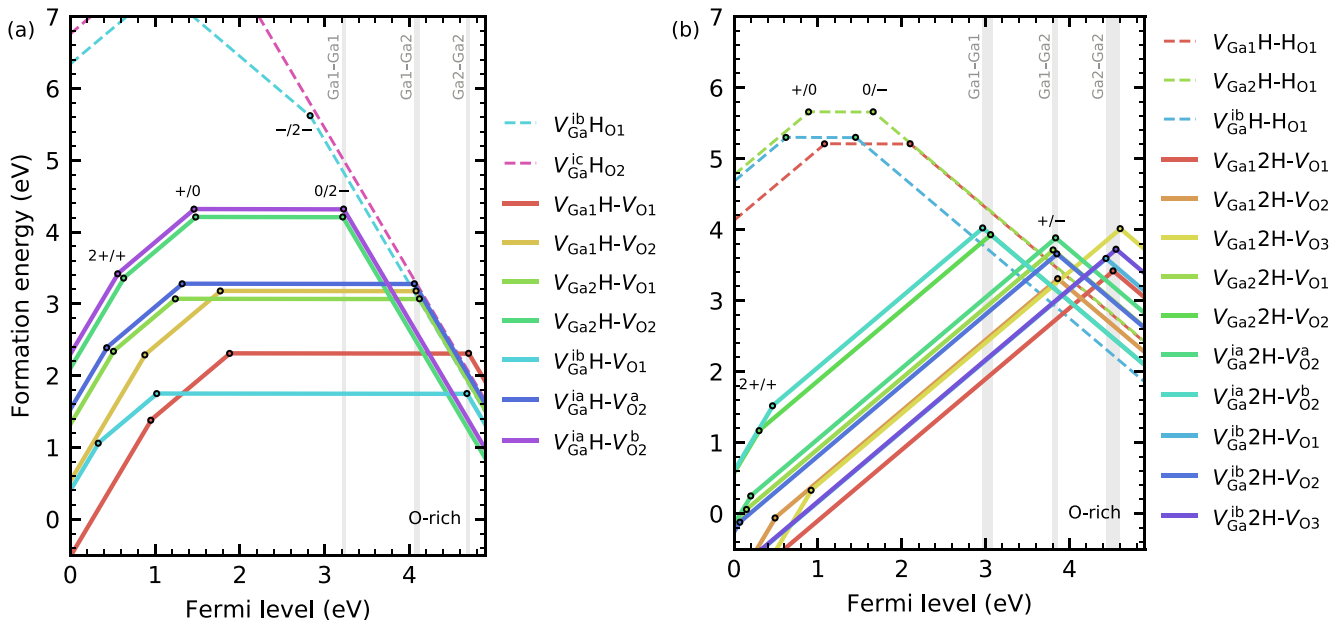 (a)
7
6
5
4
3
2
1
0
Formation energy (eV)
0 1 2 3 4
Fermi level (eV)
Ga1–Ga1
Ga1–Ga2
Ga2–Ga2
−/2−
+/0
0/2−
2+/+
O-rich
V_Ga^ib H_O1
V_Ga^ic H_O2
V_Ga1H-V_O1
V_Ga1H-V_O2
V_Ga2H-V_O1
V_Ga2H-V_O2
V_Ga^ib H-V_O1
V_Ga^ia H-V_O2^a
V_Ga^ia H-V_O2^b
(b)
7
6
5
4
3
2
1
0
0 1 2 3 4
Fermi level (eV)
Ga1–Ga1
Ga1–Ga2
Ga2–Ga2
+/0
0/−
+/−
2+/+
O-rich
V_Ga1H-H_O1
V_Ga2H-H_O1
V_Ga^ib H-H_O1
V_Ga1 2H-V_O1
V_Ga1 2H-V_O2
V_Ga1 2H-V_O3
V_Ga2 2H-V_O1
V_Ga2 2H-V_O2
V_Ga^ia 2H-V_O2^a
V_Ga^ia 2H-V_O2^b
V_Ga^ib 2H-V_O1
V_Ga^ib 2H-V_O2
V_Ga^ib 2H-V_O3